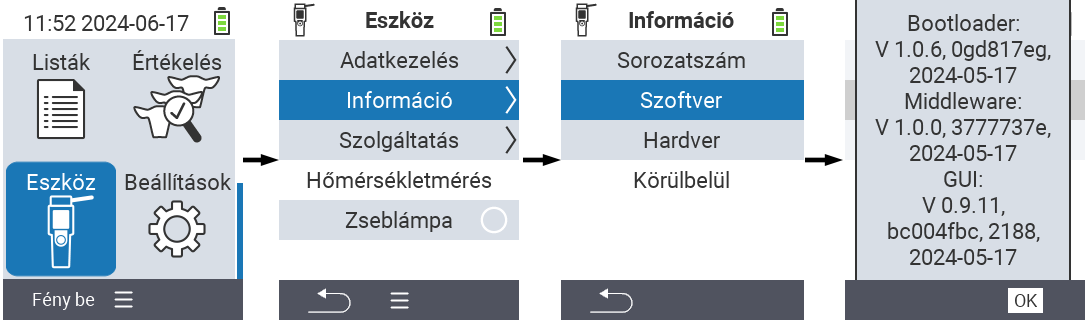 11:52 2024-06-17
Listák
Értékelés
Eszköz
Beállítások
Fény be
Eszköz
Adatkezelés
Információ
Szolgáltatás
Hőmérsékletmérés
Zseblámpa
Információ
Sorozatszám
Szoftver
Hardver
Körülbelül
Bootloader:
V 1.0.6, 0gd817eg,
2024-05-17
Middleware:
V 1.0.0, 3777737e,
2024-05-17
GUI:
V 0.9.11,
bc004fbc, 2188,
2024-05-17
OK